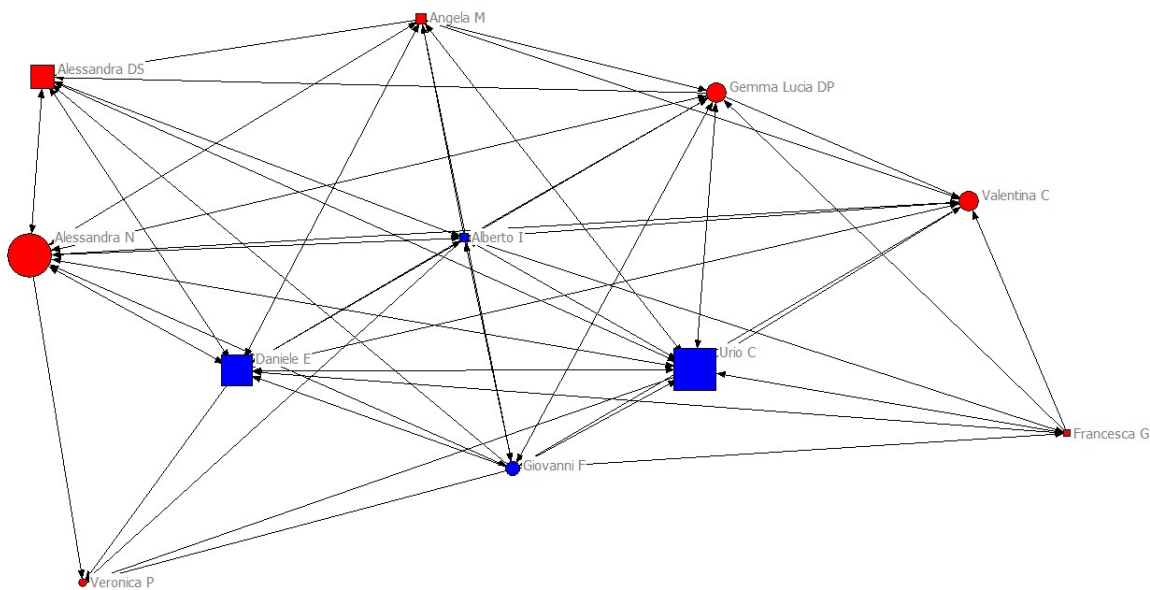 Angela M
Alessandra DS
Gemma Lucia DP
Valentina C
Alessandra N
Alberto I
Daniele E
Urio C
Francesca G
Giovanni F
Veronica P